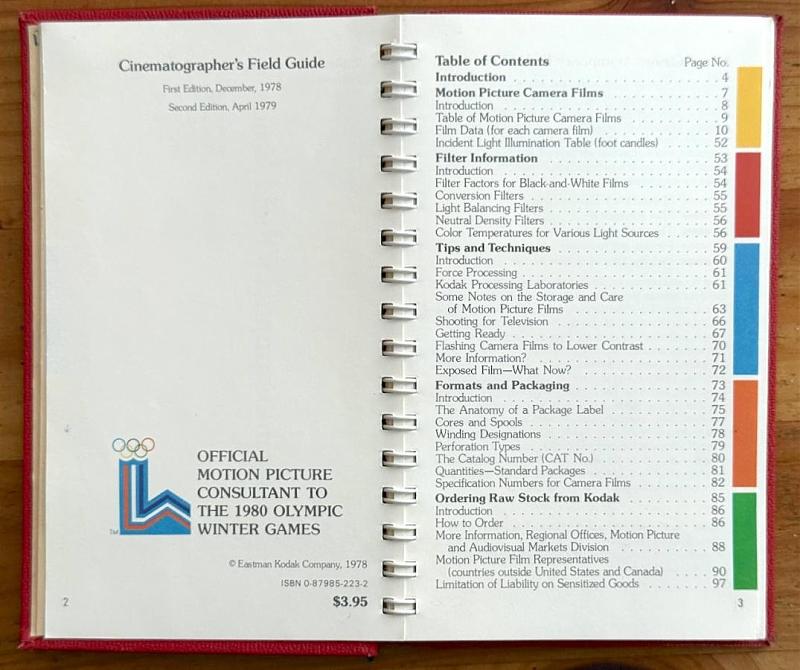 Cinematographer's Field Guide
First Edition, December, 1978
Second Edition, April 1979
TM
OFFICIAL
MOTION PICTURE
CONSULTANT TO
THE 1980 OLYMPIC
WINTER GAMES
© Eastman Kodak Company, 1978
ISBN 0-87985-223-2
$3.95
2
Table of Contents Page No.
Introduction . . . . . . . . . . 4
Motion Picture Camera Films . . . . . . . . . . 7
Introduction . . . . . . . . . . 8
Table of Motion Picture Camera Films . . . . . . . . . . 9
Film Data (for each camera film) . . . . . . . . . . 10
Incident Light Illumination Table (foot candles) . . . . . 52
Filter Information . . . . . . . . . . 53
Introduction . . . . . . . . . . 54
Filter Factors for Black-and-White Films . . . . . . . . 54
Conversion Filters . . . . . . . . . . 55
Light Balancing Filters . . . . . . . . . . 55
Neutral Density Filters . . . . . . . . . . 56
Color Temperatures for Various Light Sources . . . . . 56
Tips and Techniques . . . . . . . . . . 59
Introduction . . . . . . . . . . 60
Force Processing . . . . . . . . . . 61
Kodak Processing Laboratories . . . . . . . . . . 61
Some Notes on the Storage and Care
of Motion Picture Films . . . . . . . . . . 63
Shooting for Television . . . . . . . . . . 66
Getting Ready . . . . . . . . . . 67
Flashing Camera Films to Lower Contrast . . . . . . . 70
More Information? . . . . . . . . . . 71
Exposed Film—What Now? . . . . . . . . . . 72
Formats and Packaging . . . . . . . . . . 73
Introduction . . . . . . . . . . 74
The Anatomy of a Package Label . . . . . . . . . . 75
Cores and Spools . . . . . . . . . . 77
Winding Designations . . . . . . . . . . 78
Perforation Types . . . . . . . . . . 79
The Catalog Number (CAT No.) . . . . . . . . . . 80
Quantities—Standard Packages . . . . . . . . . . 81
Specification Numbers for Camera Films . . . . . . . . 82
Ordering Raw Stock from Kodak . . . . . . . . . . 85
Introduction . . . . . . . . . . 86
How to Order . . . . . . . . . . 86
More Information, Regional Offices, Motion Picture
and Audiovisual Markets Division . . . . . . . . . . 88
Motion Picture Film Representatives
(countries outside United States and Canada) . . . . 90
Limitation of Liability on Sensitized Goods . . . . . . . 97
3